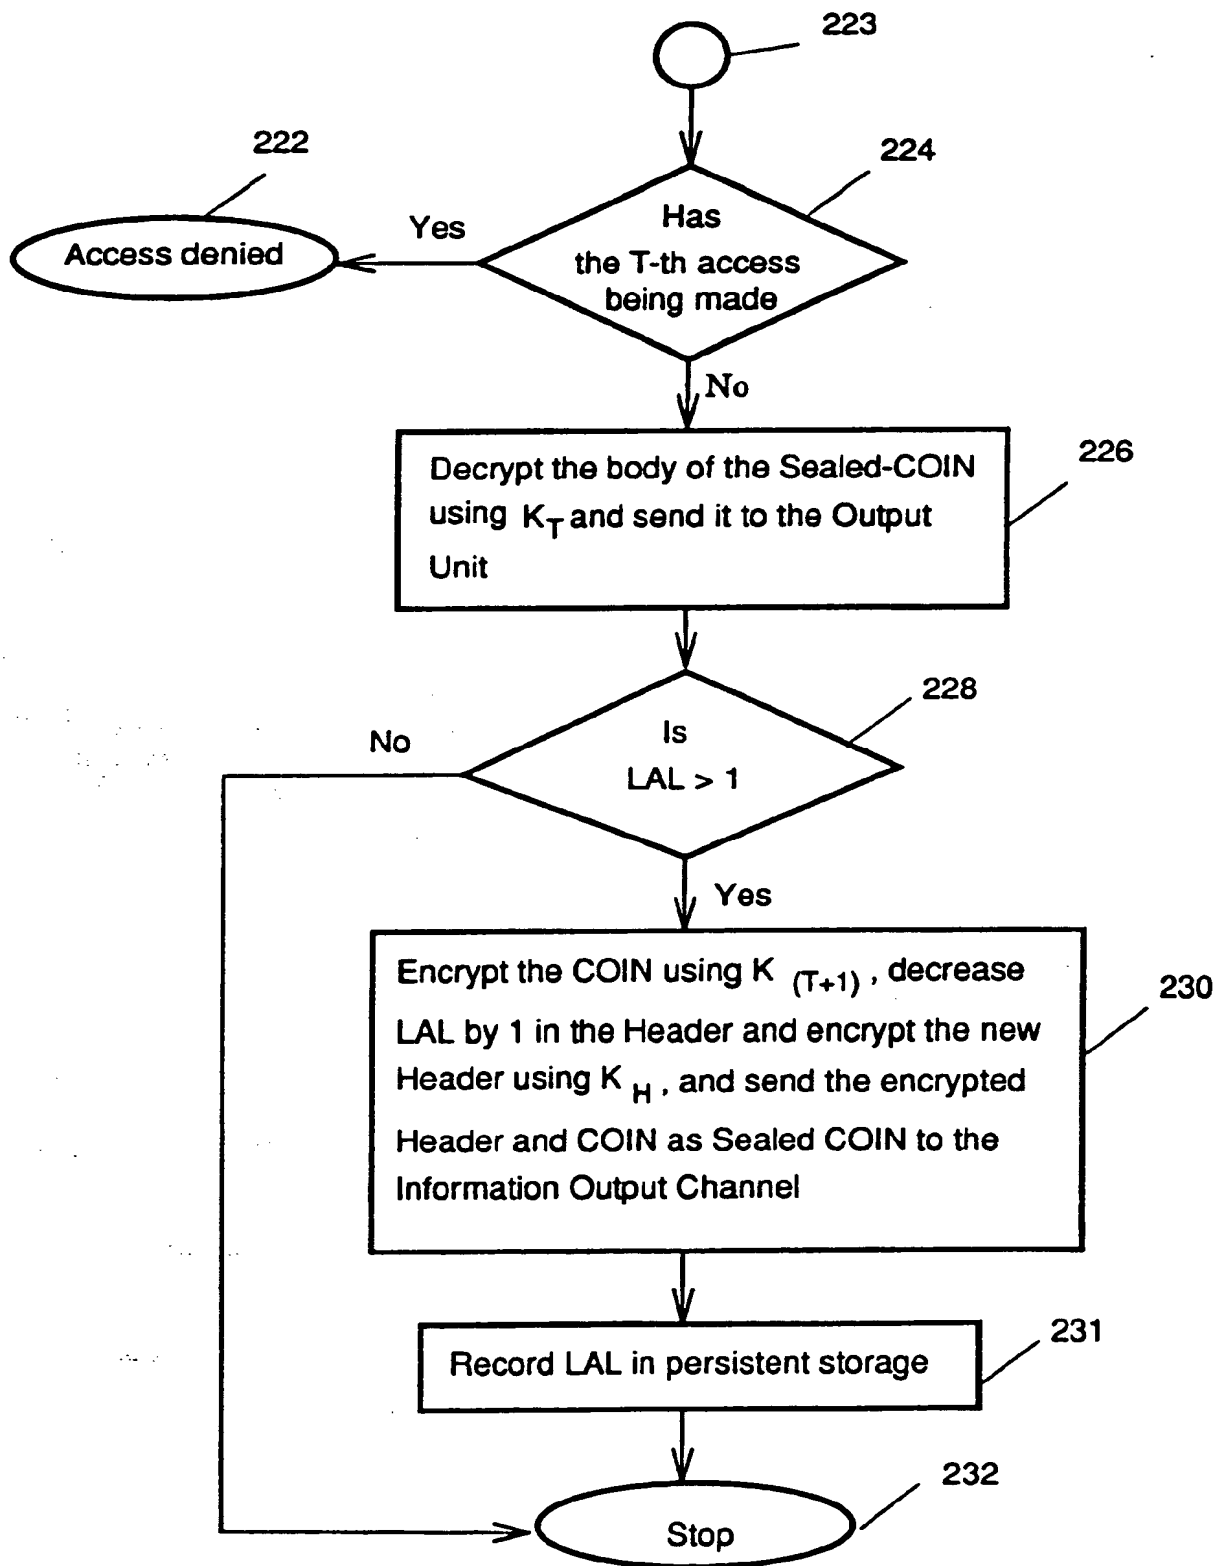 223
222
224
Access denied
Yes
Has
the T-th access
being made
No
226
Decrypt the body of the Sealed-COIN
using K_T and send it to the Output
Unit
228
No
Is
LAL > 1
Yes
230
Encrypt the COIN using K_(T+1), decrease
LAL by 1 in the Header and encrypt the new
Header using K_H, and send the encrypted
Header and COIN as Sealed COIN to the
Information Output Channel
231
Record LAL in persistent storage
232
Stop